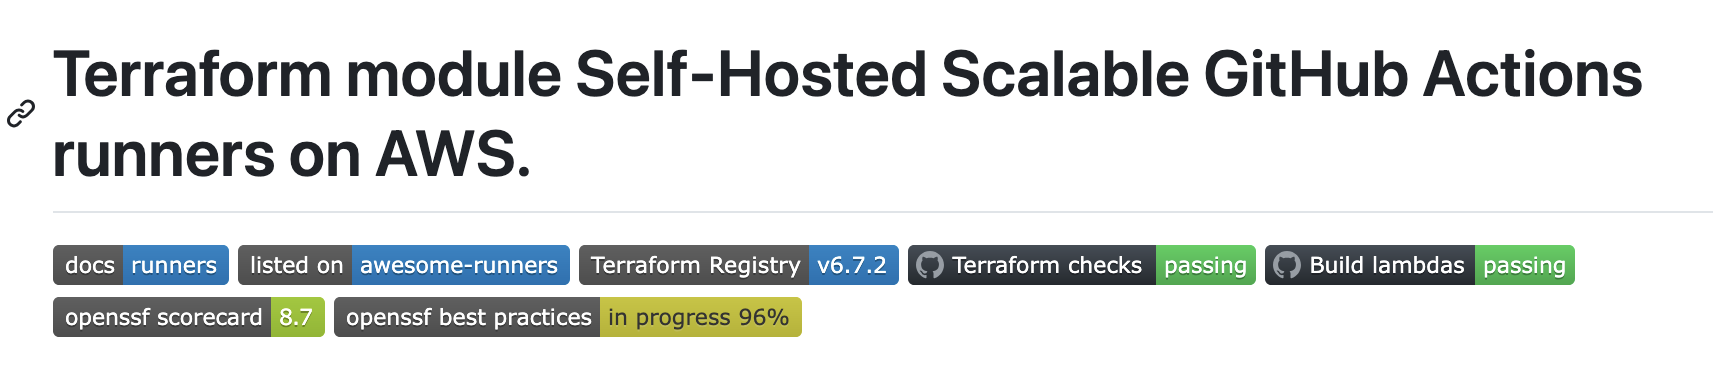 Terraform module Self-Hosted Scalable GitHub Actions
runners on AWS.
docs runners listed on awesome-runners Terraform Registry v6.7.2 Terraform checks passing Build lambdas passing
openssf scorecard 8.7 openssf best practices in progress 96%